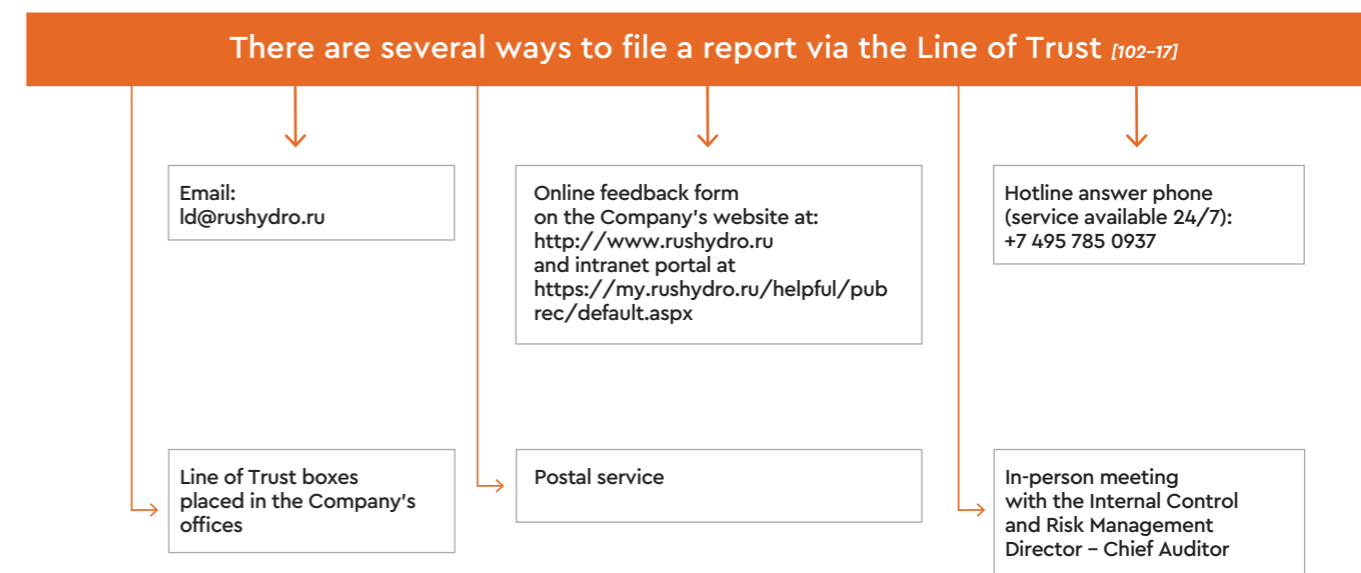 There are several ways to file a report via the Line of Trust [102-17]
Email:
ld@rushydro.ru
Online feedback form
on the Company's website at:
http://www.rushydro.ru
and intranet portal at
https://my.rushydro.ru/helpful/pub
rec/default.aspx
Hotline answer phone
(service available 24/7):
+7 495 785 0937
Line of Trust boxes
placed in the Company's
offices
Postal service
In-person meeting
with the Internal Control
and Risk Management
Director – Chief Auditor